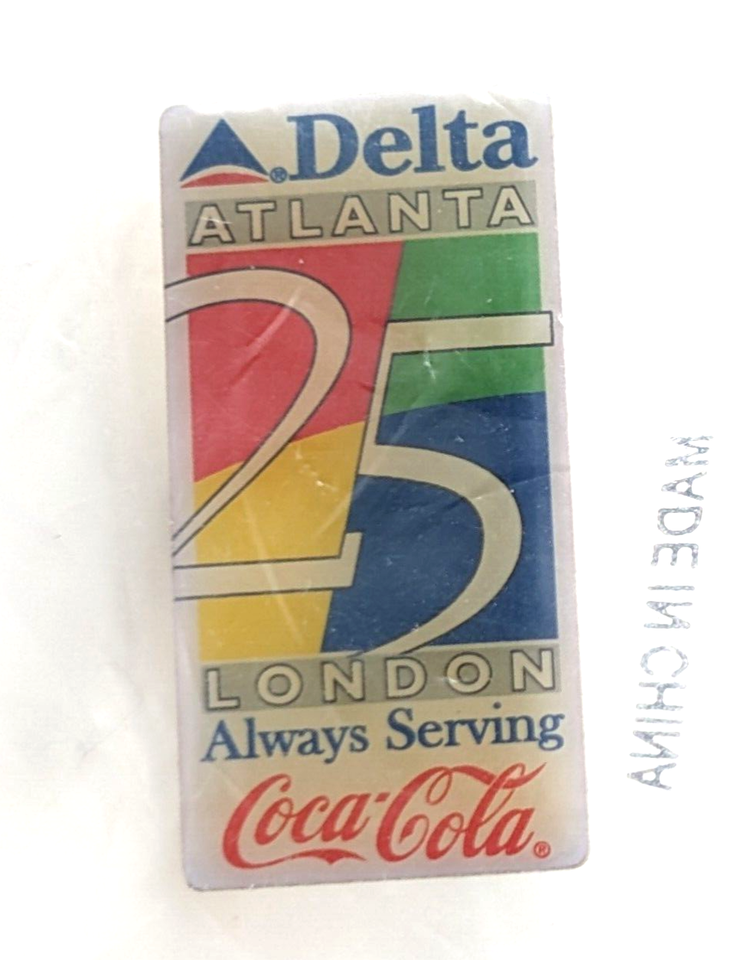 ®Delta
ATLANTA
25
LONDON
Always Serving
Coca-Cola®
MADE IN CHINA